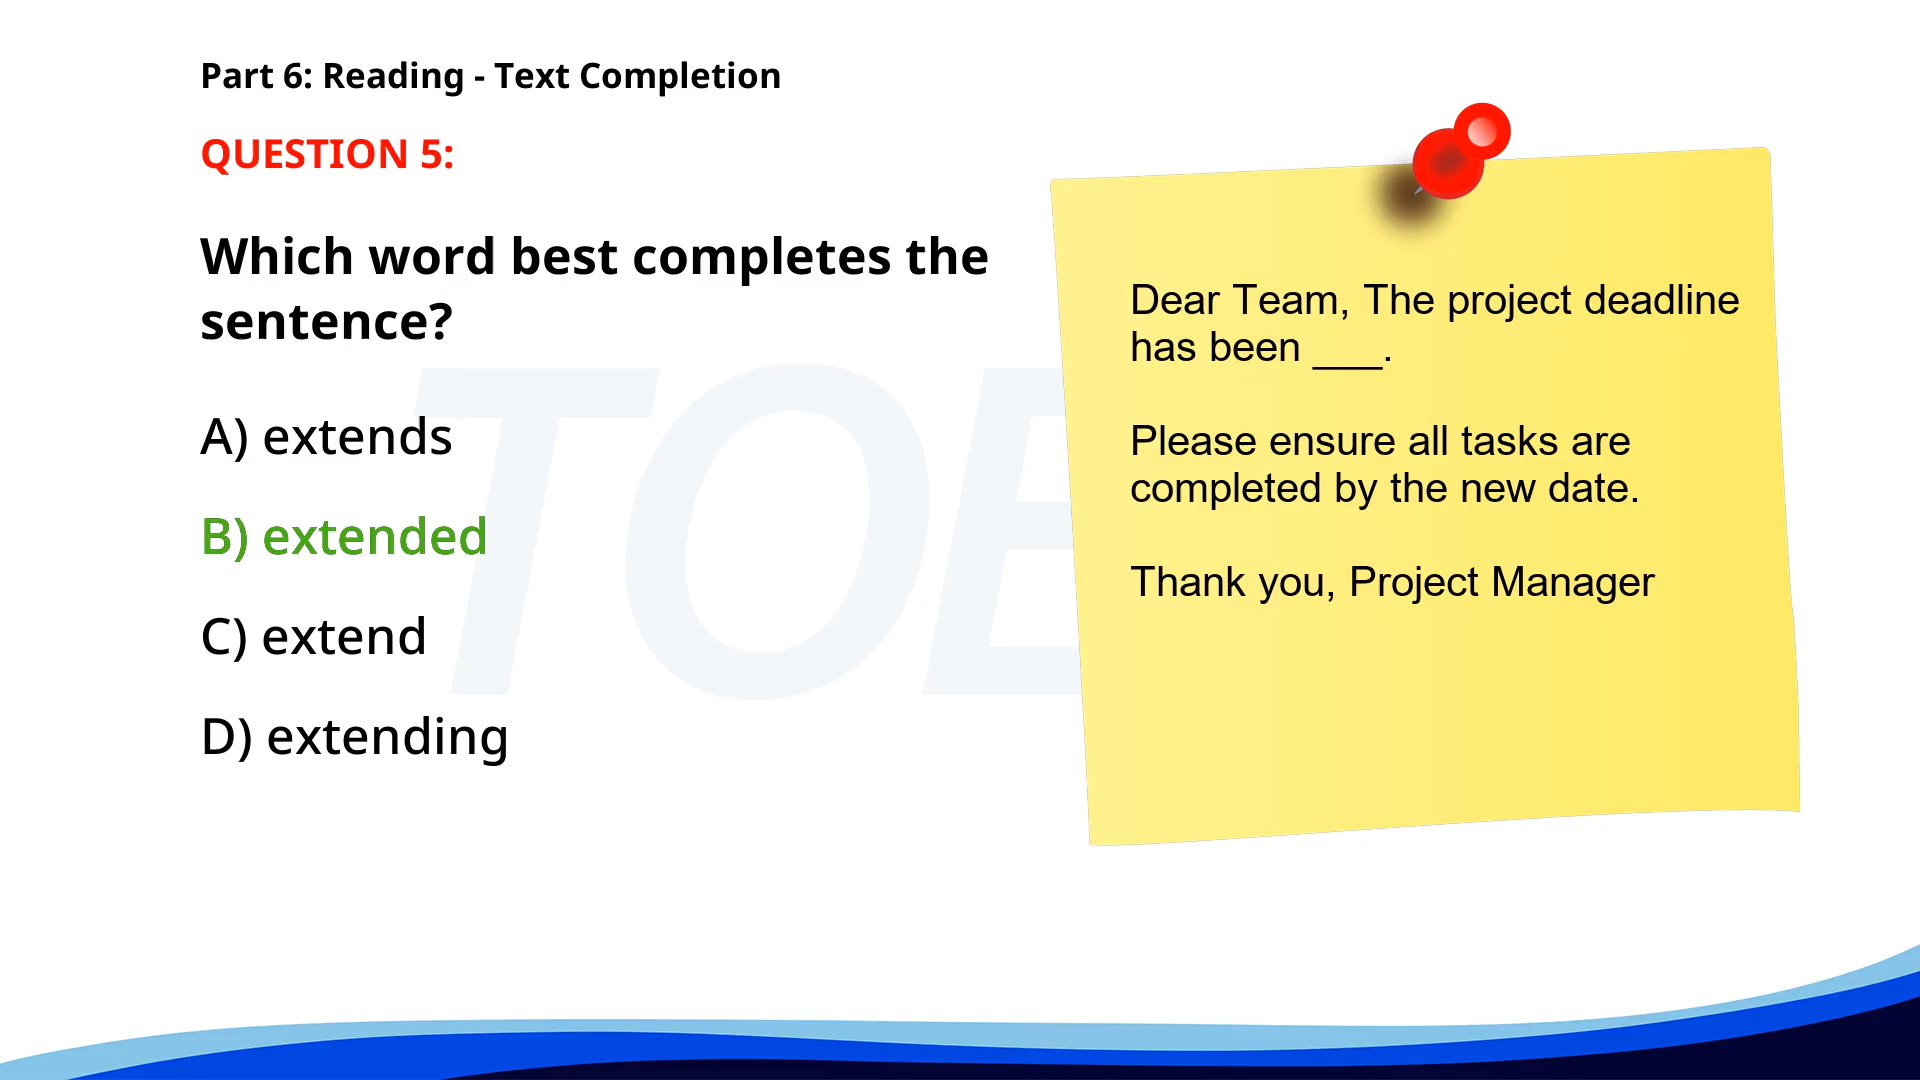 Part 6: Reading - Text Completion
QUESTION 5:
Which word best completes the
sentence?
A) extends
B) extended
C) extend
D) extending
Dear Team, The project deadline
has been ___.
Please ensure all tasks are
completed by the new date.
Thank you, Project Manager
TOE